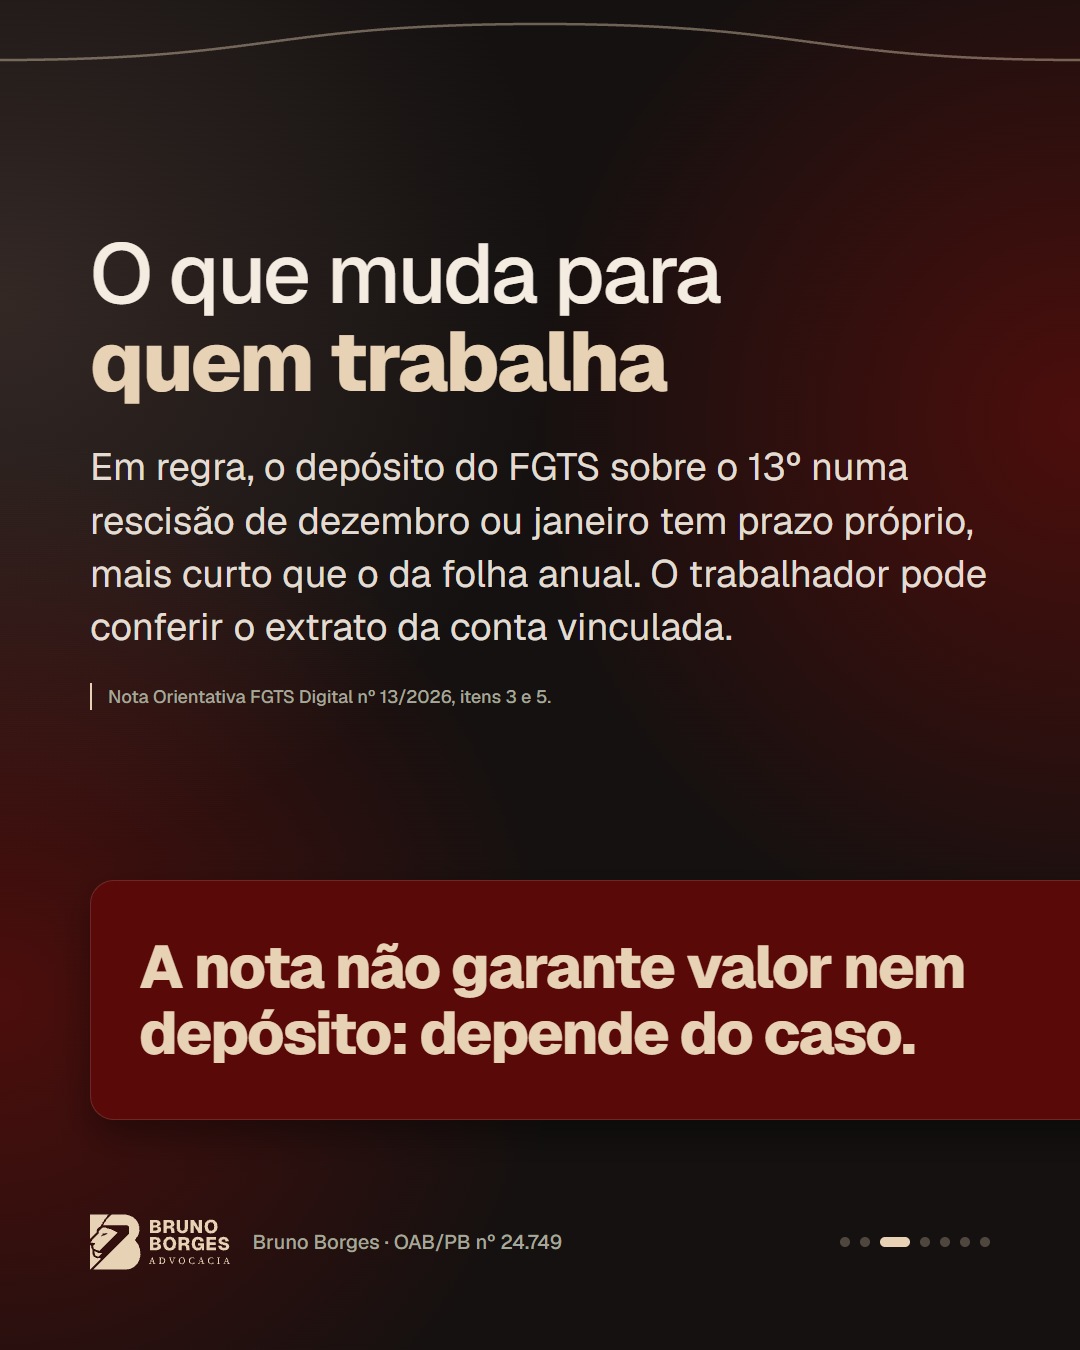 O que muda para
quem trabalha
Em regra, o depósito do FGTS sobre o 13º numa
rescisão de dezembro ou janeiro tem prazo próprio,
mais curto que o da folha anual. O trabalhador pode
conferir o extrato da conta vinculada.
Nota Orientativa FGTS Digital nº 13/2026, itens 3 e 5.
A nota não garante valor nem
depósito: depende do caso.
BRUNO
BORGES
ADVOCACIA
Bruno Borges · OAB/PB nº 24.749